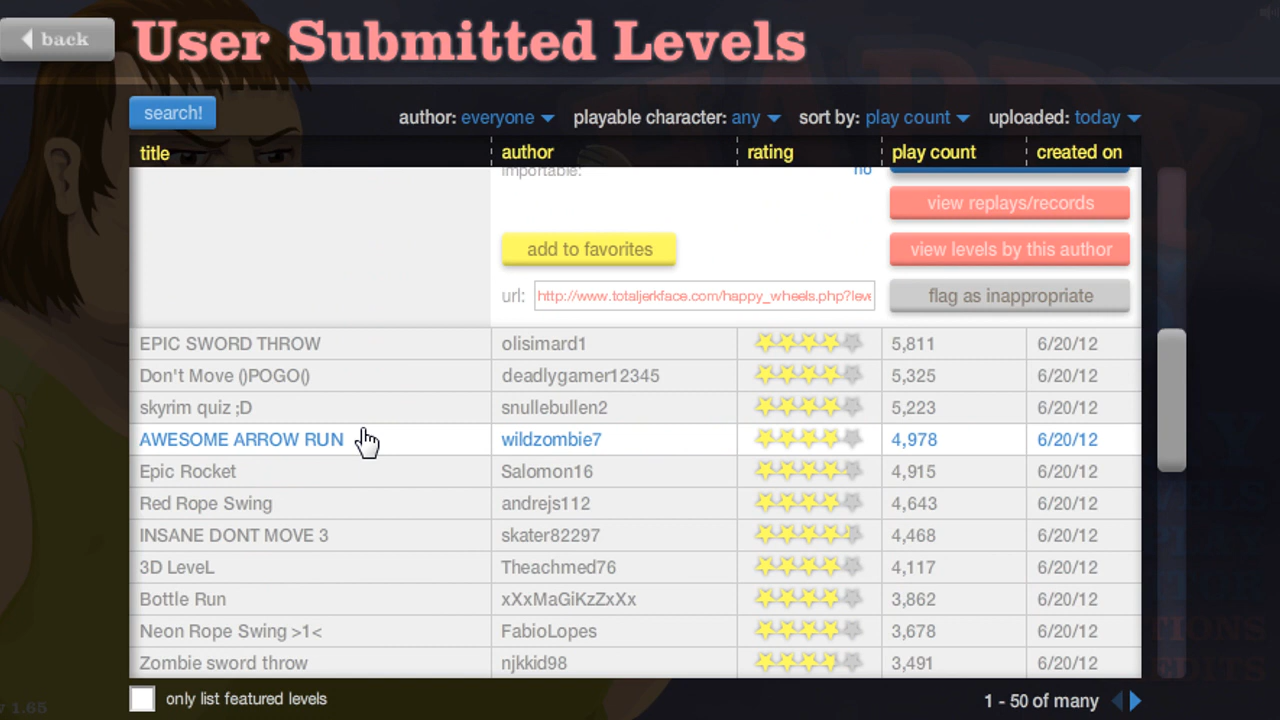 back
User Submitted Levels
search!
author: everyone playable character: any sort by: play count uploaded: today
title author rating play count created on
importable: no
view replays/records
add to favorites view levels by this author
url: http://www.totaljerkface.com/happy_wheels.php?leve flag as inappropriate
EPIC SWORD THROW olisimard1 5,811 6/20/12
Don't Move ()POGO() deadlygamer12345 5,325 6/20/12
skyrim quiz ;D snullebullen2 5,223 6/20/12
AWESOME ARROW RUN wildzombie7 4,978 6/20/12
Epic Rocket Salomon16 4,915 6/20/12
Red Rope Swing andrejs112 4,643 6/20/12
INSANE DONT MOVE 3 skater82297 4,468 6/20/12
3D LeveL Theachmed76 4,117 6/20/12
Bottle Run xXxMaGiKzZxXx 3,862 6/20/12
Neon Rope Swing >1< FabioLopes 3,678 6/20/12
Zombie sword throw njkkid98 3,491 6/20/12
only list featured levels 1 - 50 of many
v 1.65